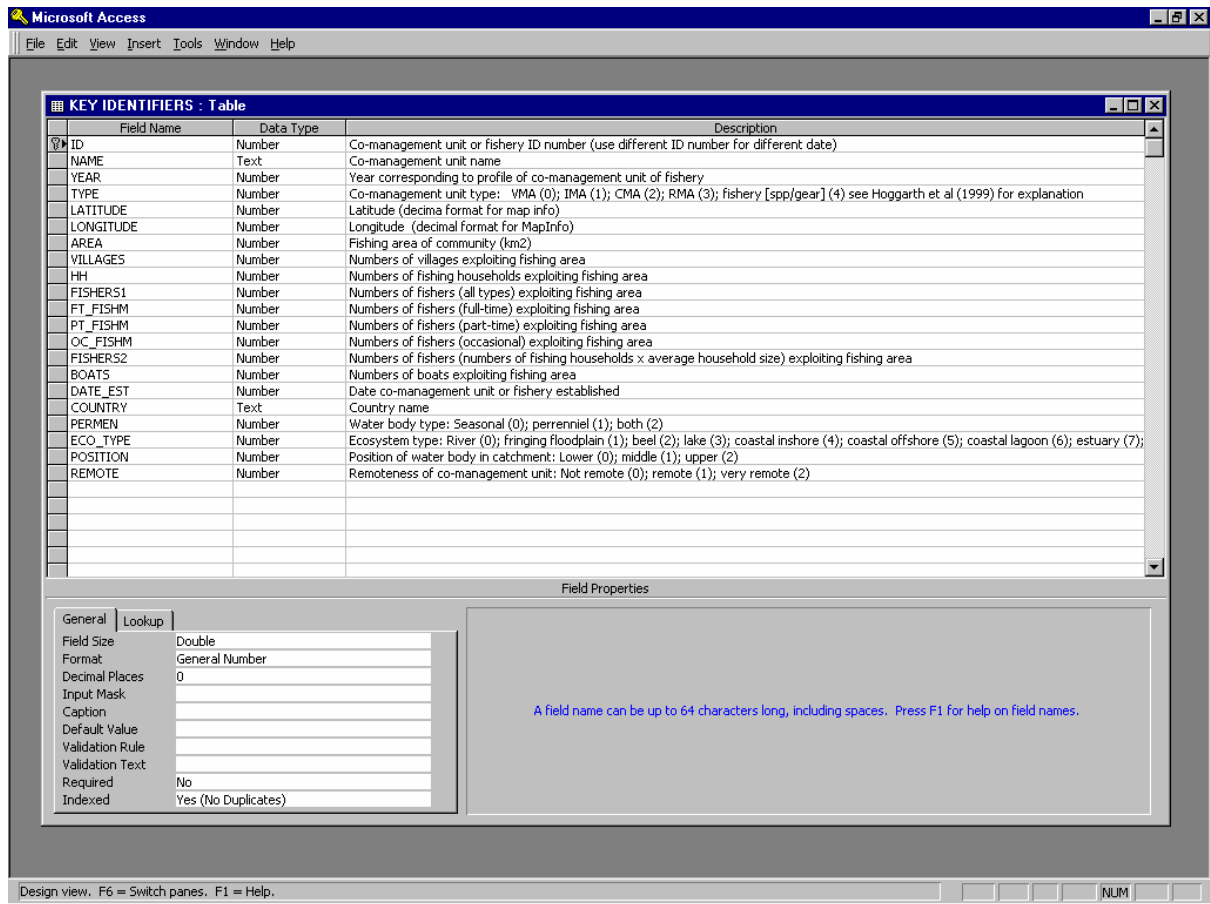 Microsoft Access
File Edit View Insert Tools Window Help
KEY IDENTIFIERS : Table
Field Name Data Type Description
ID Number Co-management unit or fishery ID number (use different ID number for different date)
NAME Text Co-management unit name
YEAR Number Year corresponding to profile of co-management unit of fishery
TYPE Number Co-management unit type: VMA (0); IMA (1); CMA (2); RMA (3); fishery [spp/gear] (4) see Hoggarth et al (1999) for explanation
LATITUDE Number Latitude (decima format for map info)
LONGITUDE Number Longitude (decimal format for MapInfo)
AREA Number Fishing area of community (km2)
VILLAGES Number Numbers of villages exploiting fishing area
HH Number Numbers of fishing households exploiting fishing area
FISHERS1 Number Numbers of fishers (all types) exploiting fishing area
FT_FISHM Number Numbers of fishers (full-time) exploiting fishing area
PT_FISHM Number Numbers of fishers (part-time) exploiting fishing area
OC_FISHM Number Numbers of fishers (occasional) exploiting fishing area
FISHERS2 Number Numbers of fishers (numbers of fishing households x average household size) exploiting fishing area
BOATS Number Numbers of boats exploiting fishing area
DATE_EST Number Date co-management unit or fishery established
COUNTRY Text Country name
PERMEN Number Water body type: Seasonal (0); perrenniel (1); both (2)
ECO_TYPE Number Ecosystem type: River (0); fringing floodplain (1); beel (2); lake (3); coastal inshore (4); coastal offshore (5); coastal lagoon (6); estuary (7);
POSITION Number Position of water body in catchment: Lower (0); middle (1); upper (2)
REMOTE Number Remoteness of co-management unit: Not remote (0); remote (1); very remote (2)
Field Properties
General Lookup
Field Size Double
Format General Number
Decimal Places 0
Input Mask
Caption
Default Value
Validation Rule
Validation Text
Required No
Indexed Yes (No Duplicates)
A field name can be up to 64 characters long, including spaces. Press F1 for help on field names.
Design view. F6 = Switch panes. F1 = Help. NUM